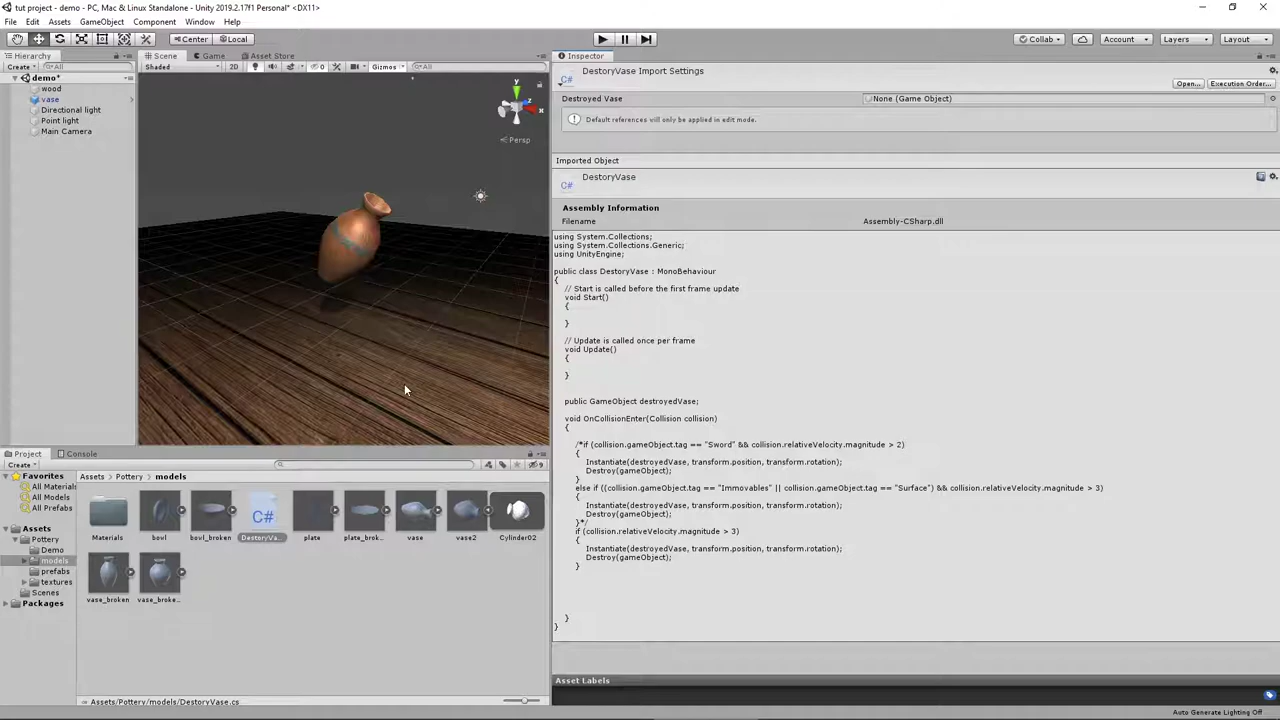 tut project - demo - PC, Mac & Linux Standalone - Unity 2019.2.17f1 Personal* <DX11>
File Edit Assets GameObject Component Window Help
Center Local Collab Account Layers Layout
Hierarchy
Create All
demo*
wood
vase
Directional light
Point light
Main Camera
Scene Game Asset Store
Shaded 2D 0 Gizmos All
y
x
z
Persp
Inspector
DestoryVase Import Settings
Open... Execution Order...
Destroyed Vase None (Game Object)
Default references will only be applied in edit mode.
Imported Object
DestoryVase
Assembly Information
Filename Assembly-CSharp.dll
using System.Collections;
using System.Collections.Generic;
using UnityEngine;
public class DestoryVase : MonoBehaviour
{
// Start is called before the first frame update
void Start()
{
}
// Update is called once per frame
void Update()
{
}
public GameObject destroyedVase;
void OnCollisionEnter(Collision collision)
{
/*if (collision.gameObject.tag == "Sword" && collision.relativeVelocity.magnitude > 2)
{
Instantiate(destroyedVase, transform.position, transform.rotation);
Destroy(gameObject);
}
else if ((collision.gameObject.tag == "Immovables" || collision.gameObject.tag == "Surface") && collision.relativeVelocity.magnitude > 3)
{
Instantiate(destroyedVase, transform.position, transform.rotation);
Destroy(gameObject);
}*/
if (collision.relativeVelocity.magnitude > 3)
{
Instantiate(destroyedVase, transform.position, transform.rotation);
Destroy(gameObject);
}
}
}
Asset Labels
Project Console
Create
Favorites
All Materials
All Models
All Prefabs
Assets
Pottery
Demo
models
prefabs
textures
Scenes
Packages
Assets Pottery models
9
C#
Materials bovl bovl_broken DestoryVa... plate plate_brok... vase vase2 Cylinder02
vase_broken vase_broke...
Assets/Pottery/models/DestoryVase.cs
Auto Generate Lighting Off